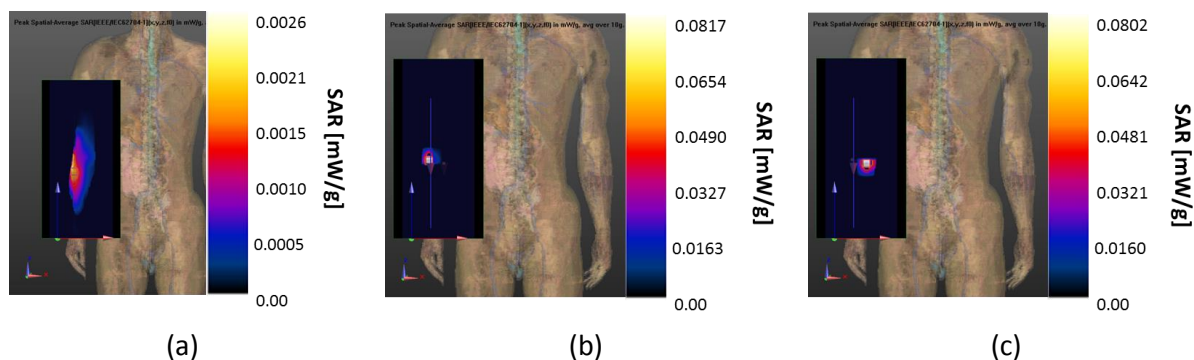 Peak Spatial-Average SAR[IEEE/IEC62704-1](x,y,z,f0) in mW/g
0.0026
0.0021
0.0015
0.0010
0.0005
0.00
SAR [mW/g]
(a)
Peak Spatial-Average SAR[IEEE/IEC62704-1](x,y,z,f0) in mW/g, avg over 10g.
0.0817
0.0654
0.0490
0.0327
0.0163
0.00
SAR [mW/g]
(b)
Peak Spatial-Average SAR[IEEE/IEC62704-1](x,y,z,f0) in mW/g, avg over 10g.
0.0802
0.0642
0.0481
0.0321
0.0160
0.00
SAR [mW/g]
(c)